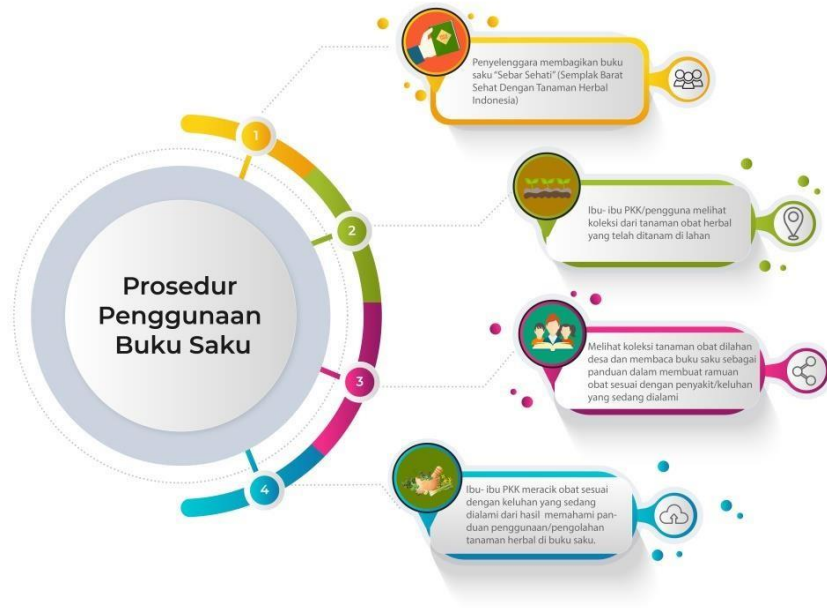 Prosedur
Penggunaan
Buku Saku
1
Penyelenggara membagikan buku
saku "Sebar Sehati" (Semplak Barat
Sehat Dengan Tanaman Herbal
Indonesia)
2
Ibu- ibu PKK/pengguna melihat
koleksi dari tanaman obat herbal
yang telah ditanam di lahan
3
Melihat koleksi tanaman obat dilahan
desa dan membaca buku saku sebagai
panduan dalam membuat ramuan
obat sesuai dengan penyakit/keluhan
yang sedang dialami
4
Ibu- ibu PKK meracik obat sesuai
dengan keluhan yang sedang
dialami dari hasil memahami pan-
duan penggunaan/pengolahan
tanaman herbal di buku saku.